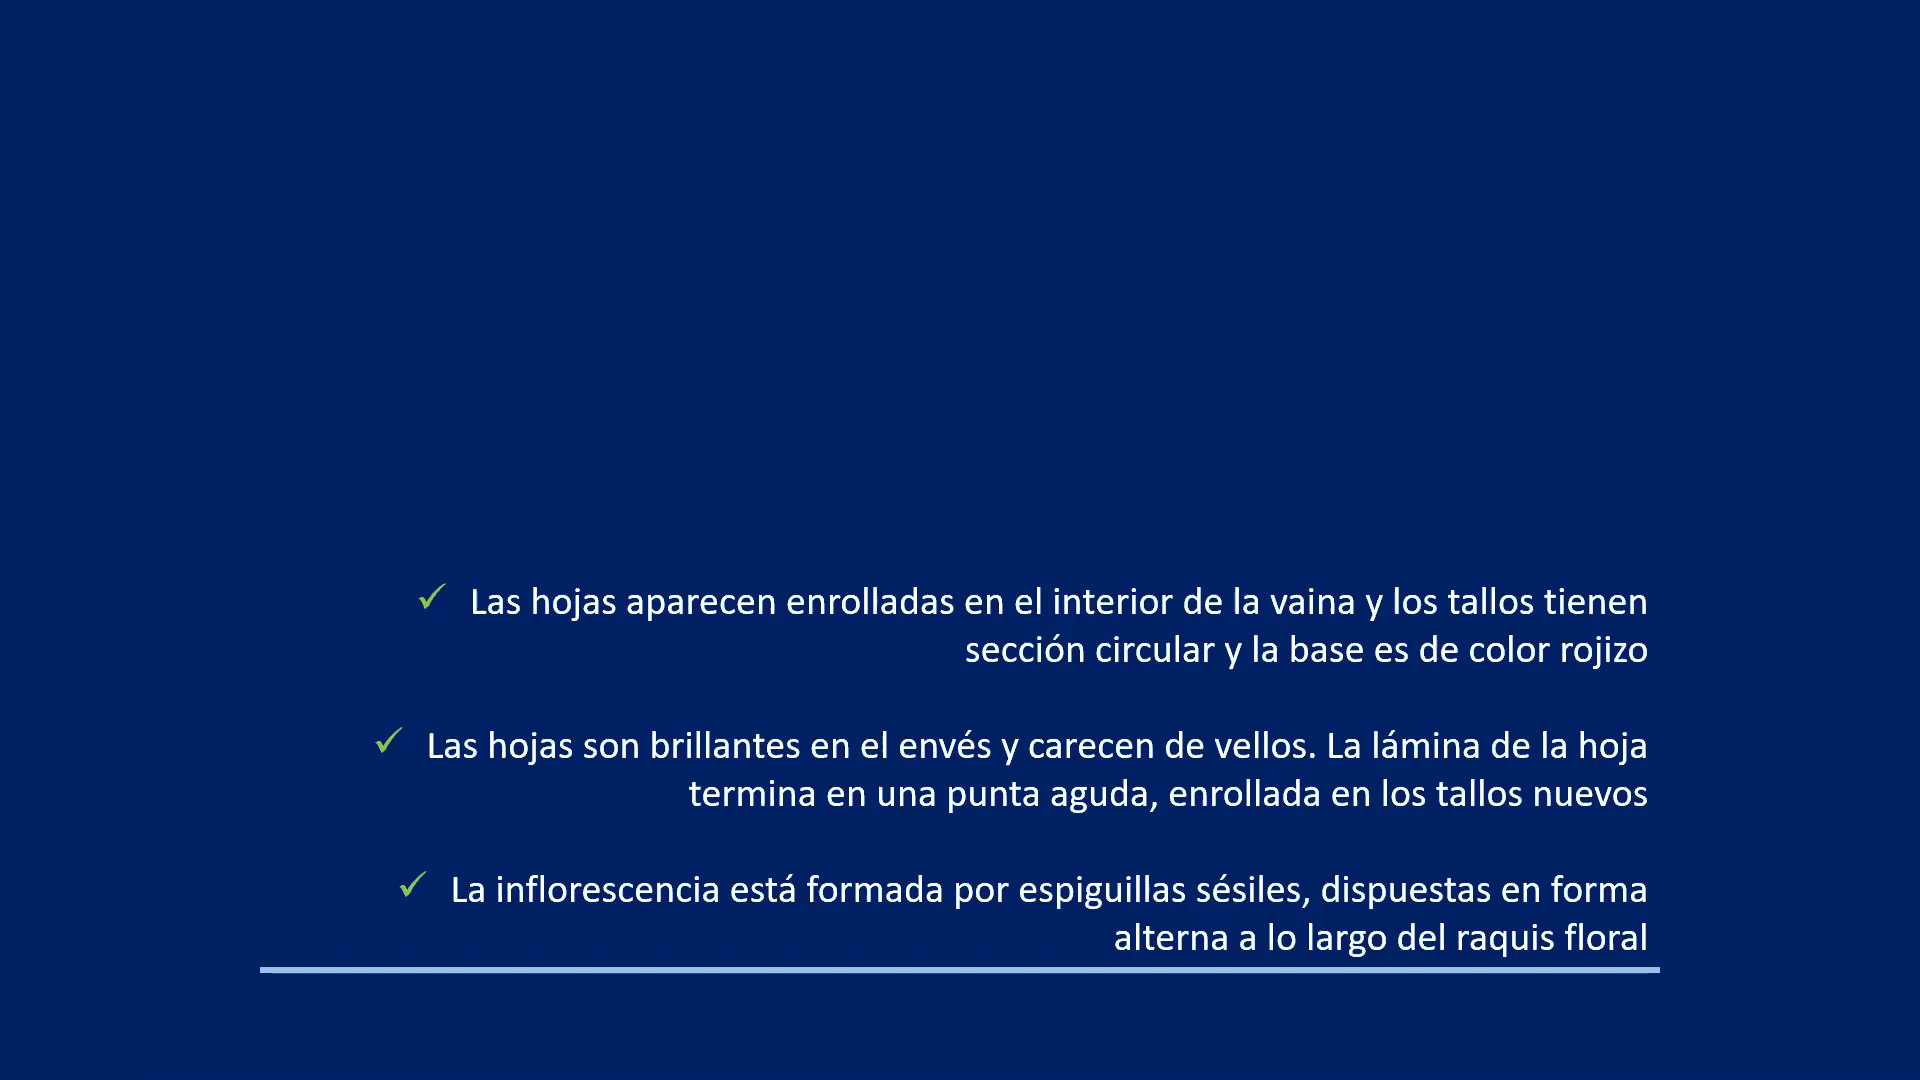 ✓ Las hojas aparecen enrolladas en el interior de la vaina y los tallos tienen
sección circular y la base es de color rojizo
✓ Las hojas son brillantes en el envés y carecen de vellos. La lámina de la hoja
termina en una punta aguda, enrollada en los tallos nuevos
✓ La inflorescencia está formada por espiguillas sésiles, dispuestas en forma
alterna a lo largo del raquis floral